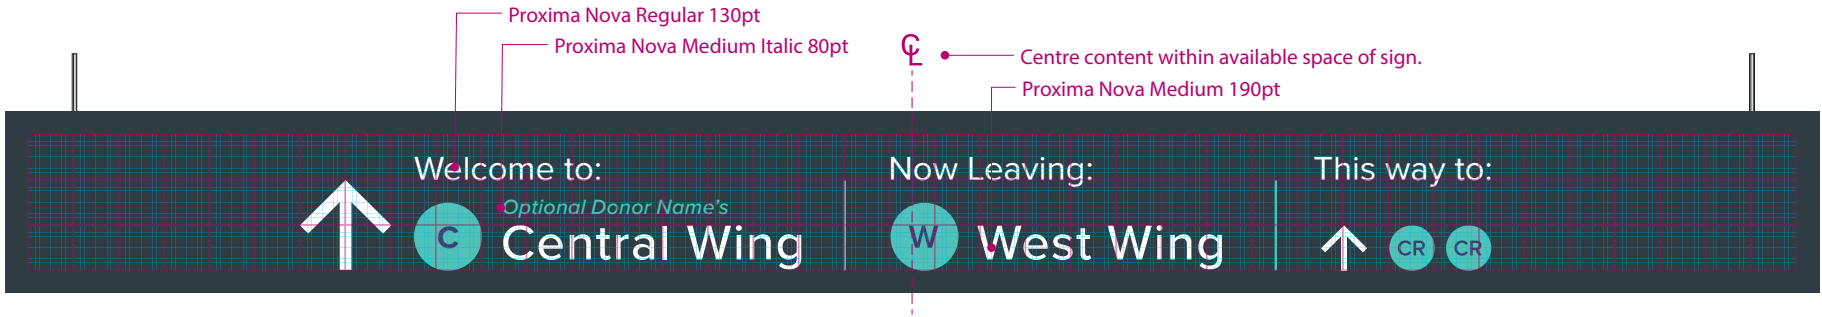 Proxima Nova Regular 130pt
Proxima Nova Medium Italic 80pt
CL
Centre content within available space of sign.
Proxima Nova Medium 190pt
Welcome to:
Optional Donor Name's
C Central Wing
Now Leaving:
W West Wing
This way to:
CR CR